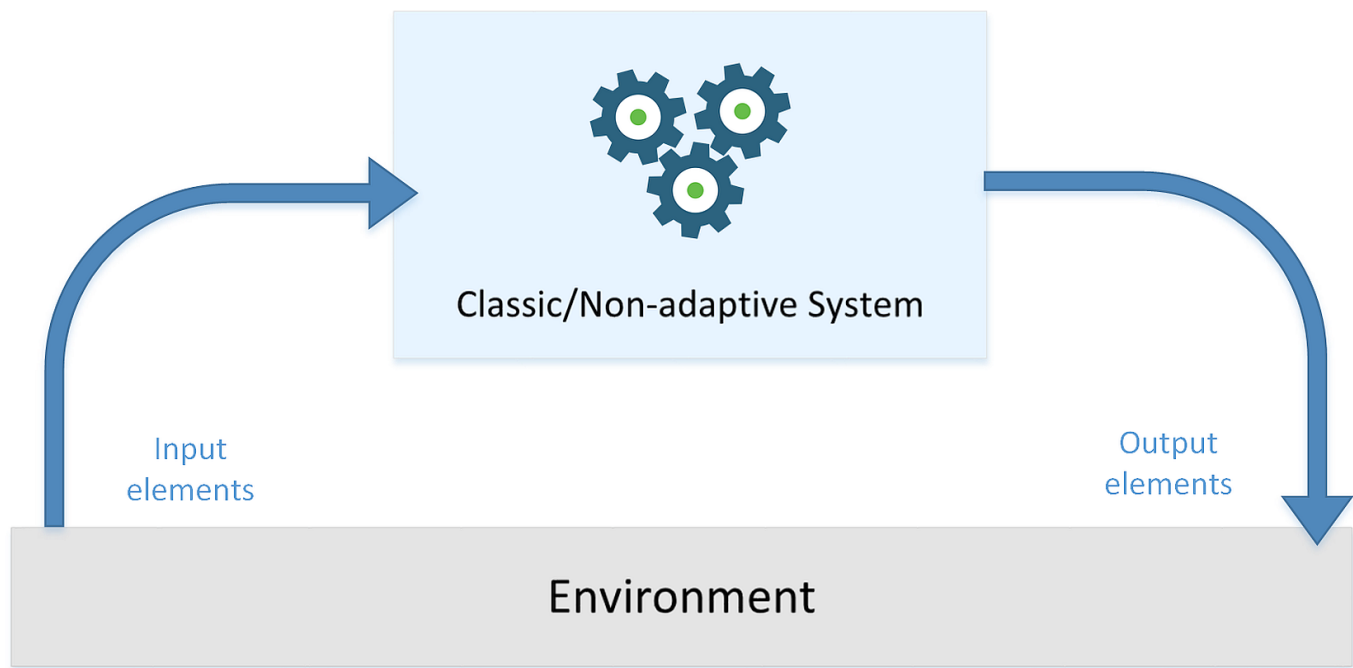 Classic/Non-adaptive System
Input
elements
Output
elements
Environment